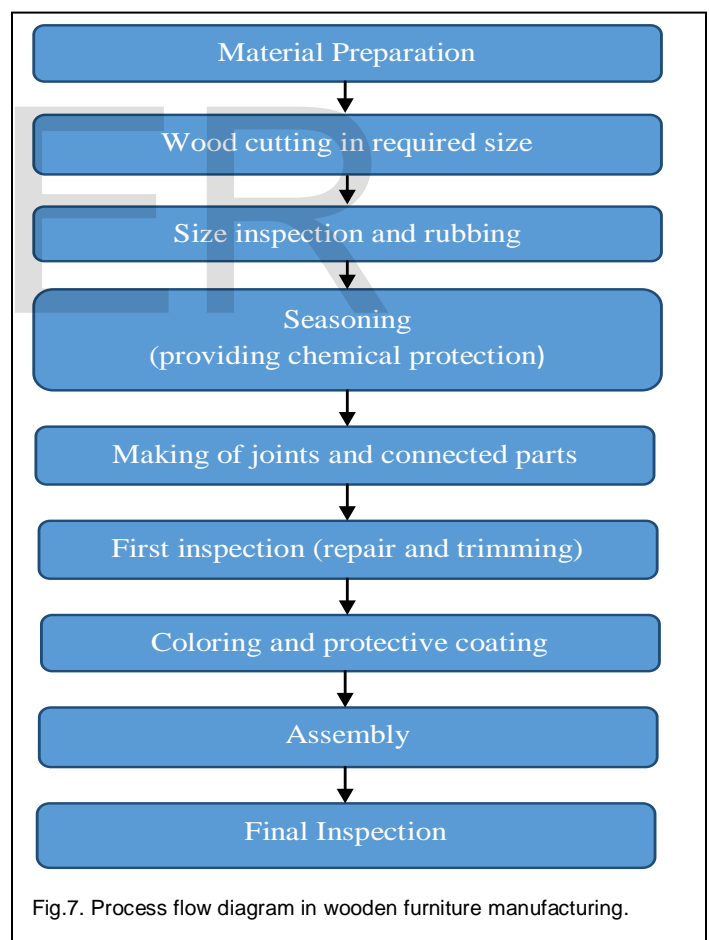 Material Preparation
ER
Wood cutting in required size
Size inspection and rubbing
Seasoning
(providing chemical protection)
Making of joints and connected parts
First inspection (repair and trimming)
Coloring and protective coating
Assembly
Final Inspection
Fig.7. Process flow diagram in wooden furniture manufacturing.